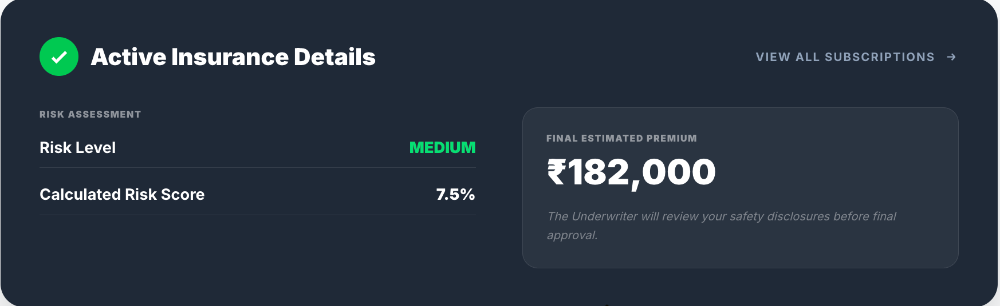 Active Insurance Details
VIEW ALL SUBSCRIPTIONS →
RISK ASSESSMENT
Risk Level
MEDIUM
Calculated Risk Score
7.5%
FINAL ESTIMATED PREMIUM
₹182,000
The Underwriter will review your safety disclosures before final
approval.